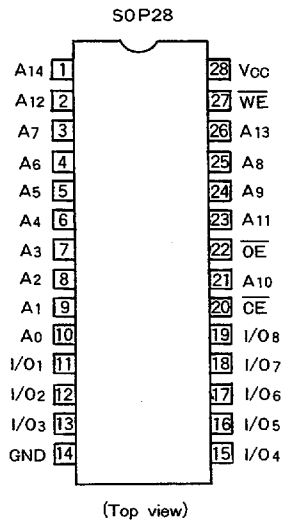 SOP28
A14 1 28 Vcc
A12 2 27 WE
A7 3 26 A13
A6 4 25 A8
A5 5 24 A9
A4 6 23 A11
A3 7 22 OE
A2 8 21 A10
A1 9 20 CE
A0 10 19 I/O8
I/O1 11 18 I/O7
I/O2 12 17 I/O6
I/O3 13 16 I/O5
GND 14 15 I/O4
(Top view)